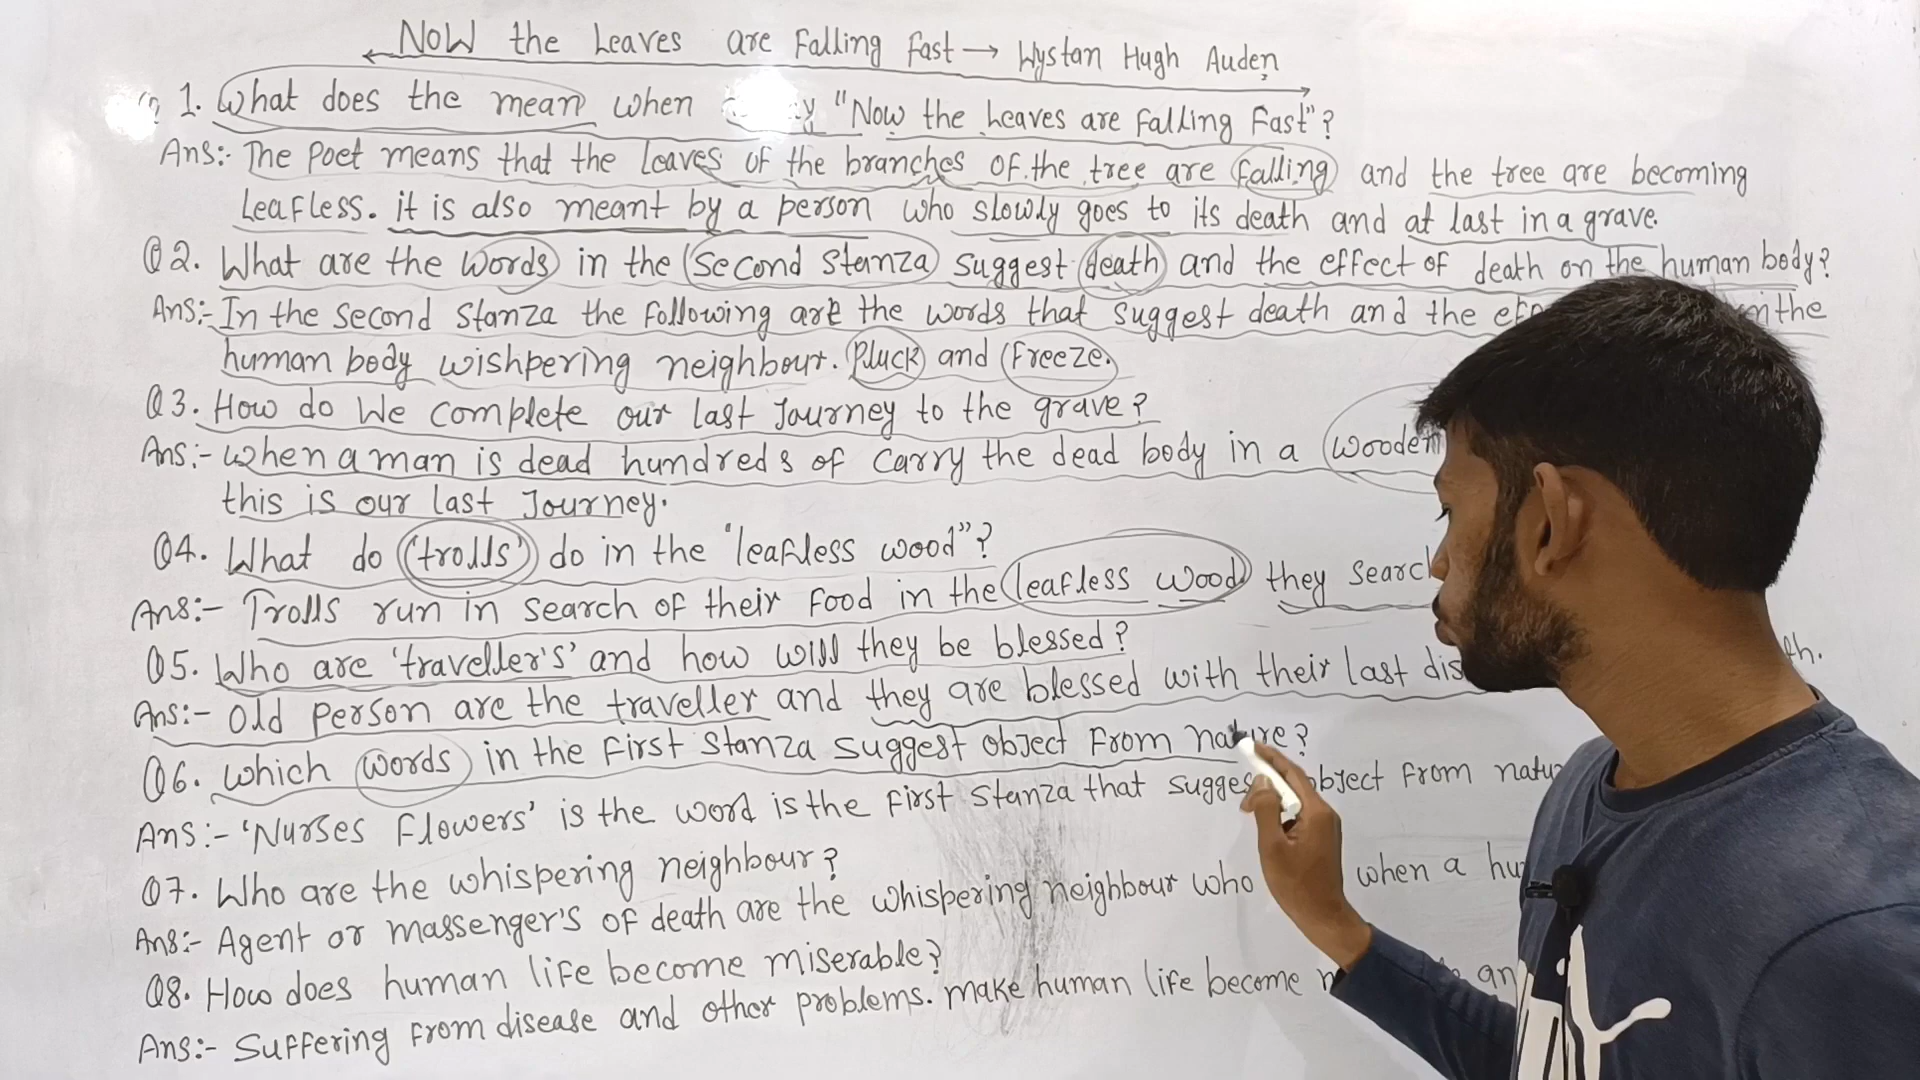 NOW the Leaves are Falling Fast → Wystan Hugh Auden
1. What does the mean when "Now the Leaves are Falling Fast"?
Ans:- The Poet means that the leaves of the branches of the tree are falling and the tree are becoming
Leafless. it is also meant by a person who slowly goes to its death and at last in a grave.
Q2. What are the words in the second Stanza suggest death and the effect of death on the human body?
Ans:- In the second Stanza the following are the words that suggest death and the the
human body wishpering neighbour. Pluck and Freeze.
Q3. How do We complete our last Journey to the grave?
Ans:- when a man is dead hundreds of carry the dead body in a
this is our last Journey.
Q4. What do 'trolls' do in the "leafless wood"?
Ans:- Trolls run in search of their food in the leafless wood they
Q5. Who are 'traveller's' and how will they be blessed?
Ans:- Old person are the traveller and they are blessed with their last
Q6. which words in the First Stanza suggest object From nature?
Ans:- 'Nurses Flowers' is the word is the First Stanza that object From
Q7. Who are the whispering neighbour?
Ans:- Agent or massenger's of death are the whispering neighbour who when a
Q8. How does human life become miserable?
Ans:- Suffering From disease and other problems. make human life become